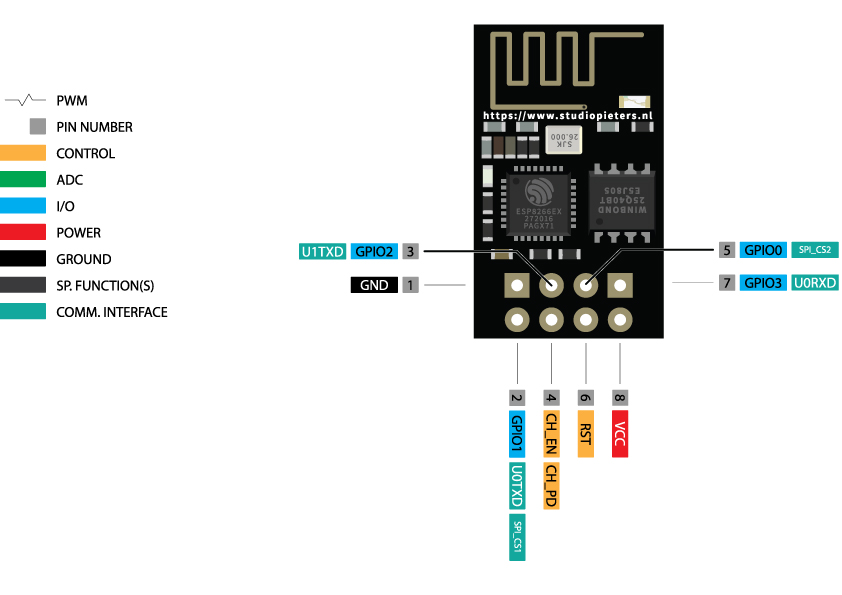 PWM
PIN NUMBER
CONTROL
ADC
I/O
POWER
GROUND
SP. FUNCTION(S)
COMM. INTERFACE
https://www.studiopieters.nl
SJK
26.000
ESP8266EX
272016
PAGX71
WINBOND
25Q40BT
E5J805
U1TXD GPIO2 3
GND 1
5 GPIO0 SPI_CS2
7 GPIO3 U0RXD
2 GPIO1 U0TXD SPI_CS1
4 CH_EN CH_PD
6 RST
8 VCC